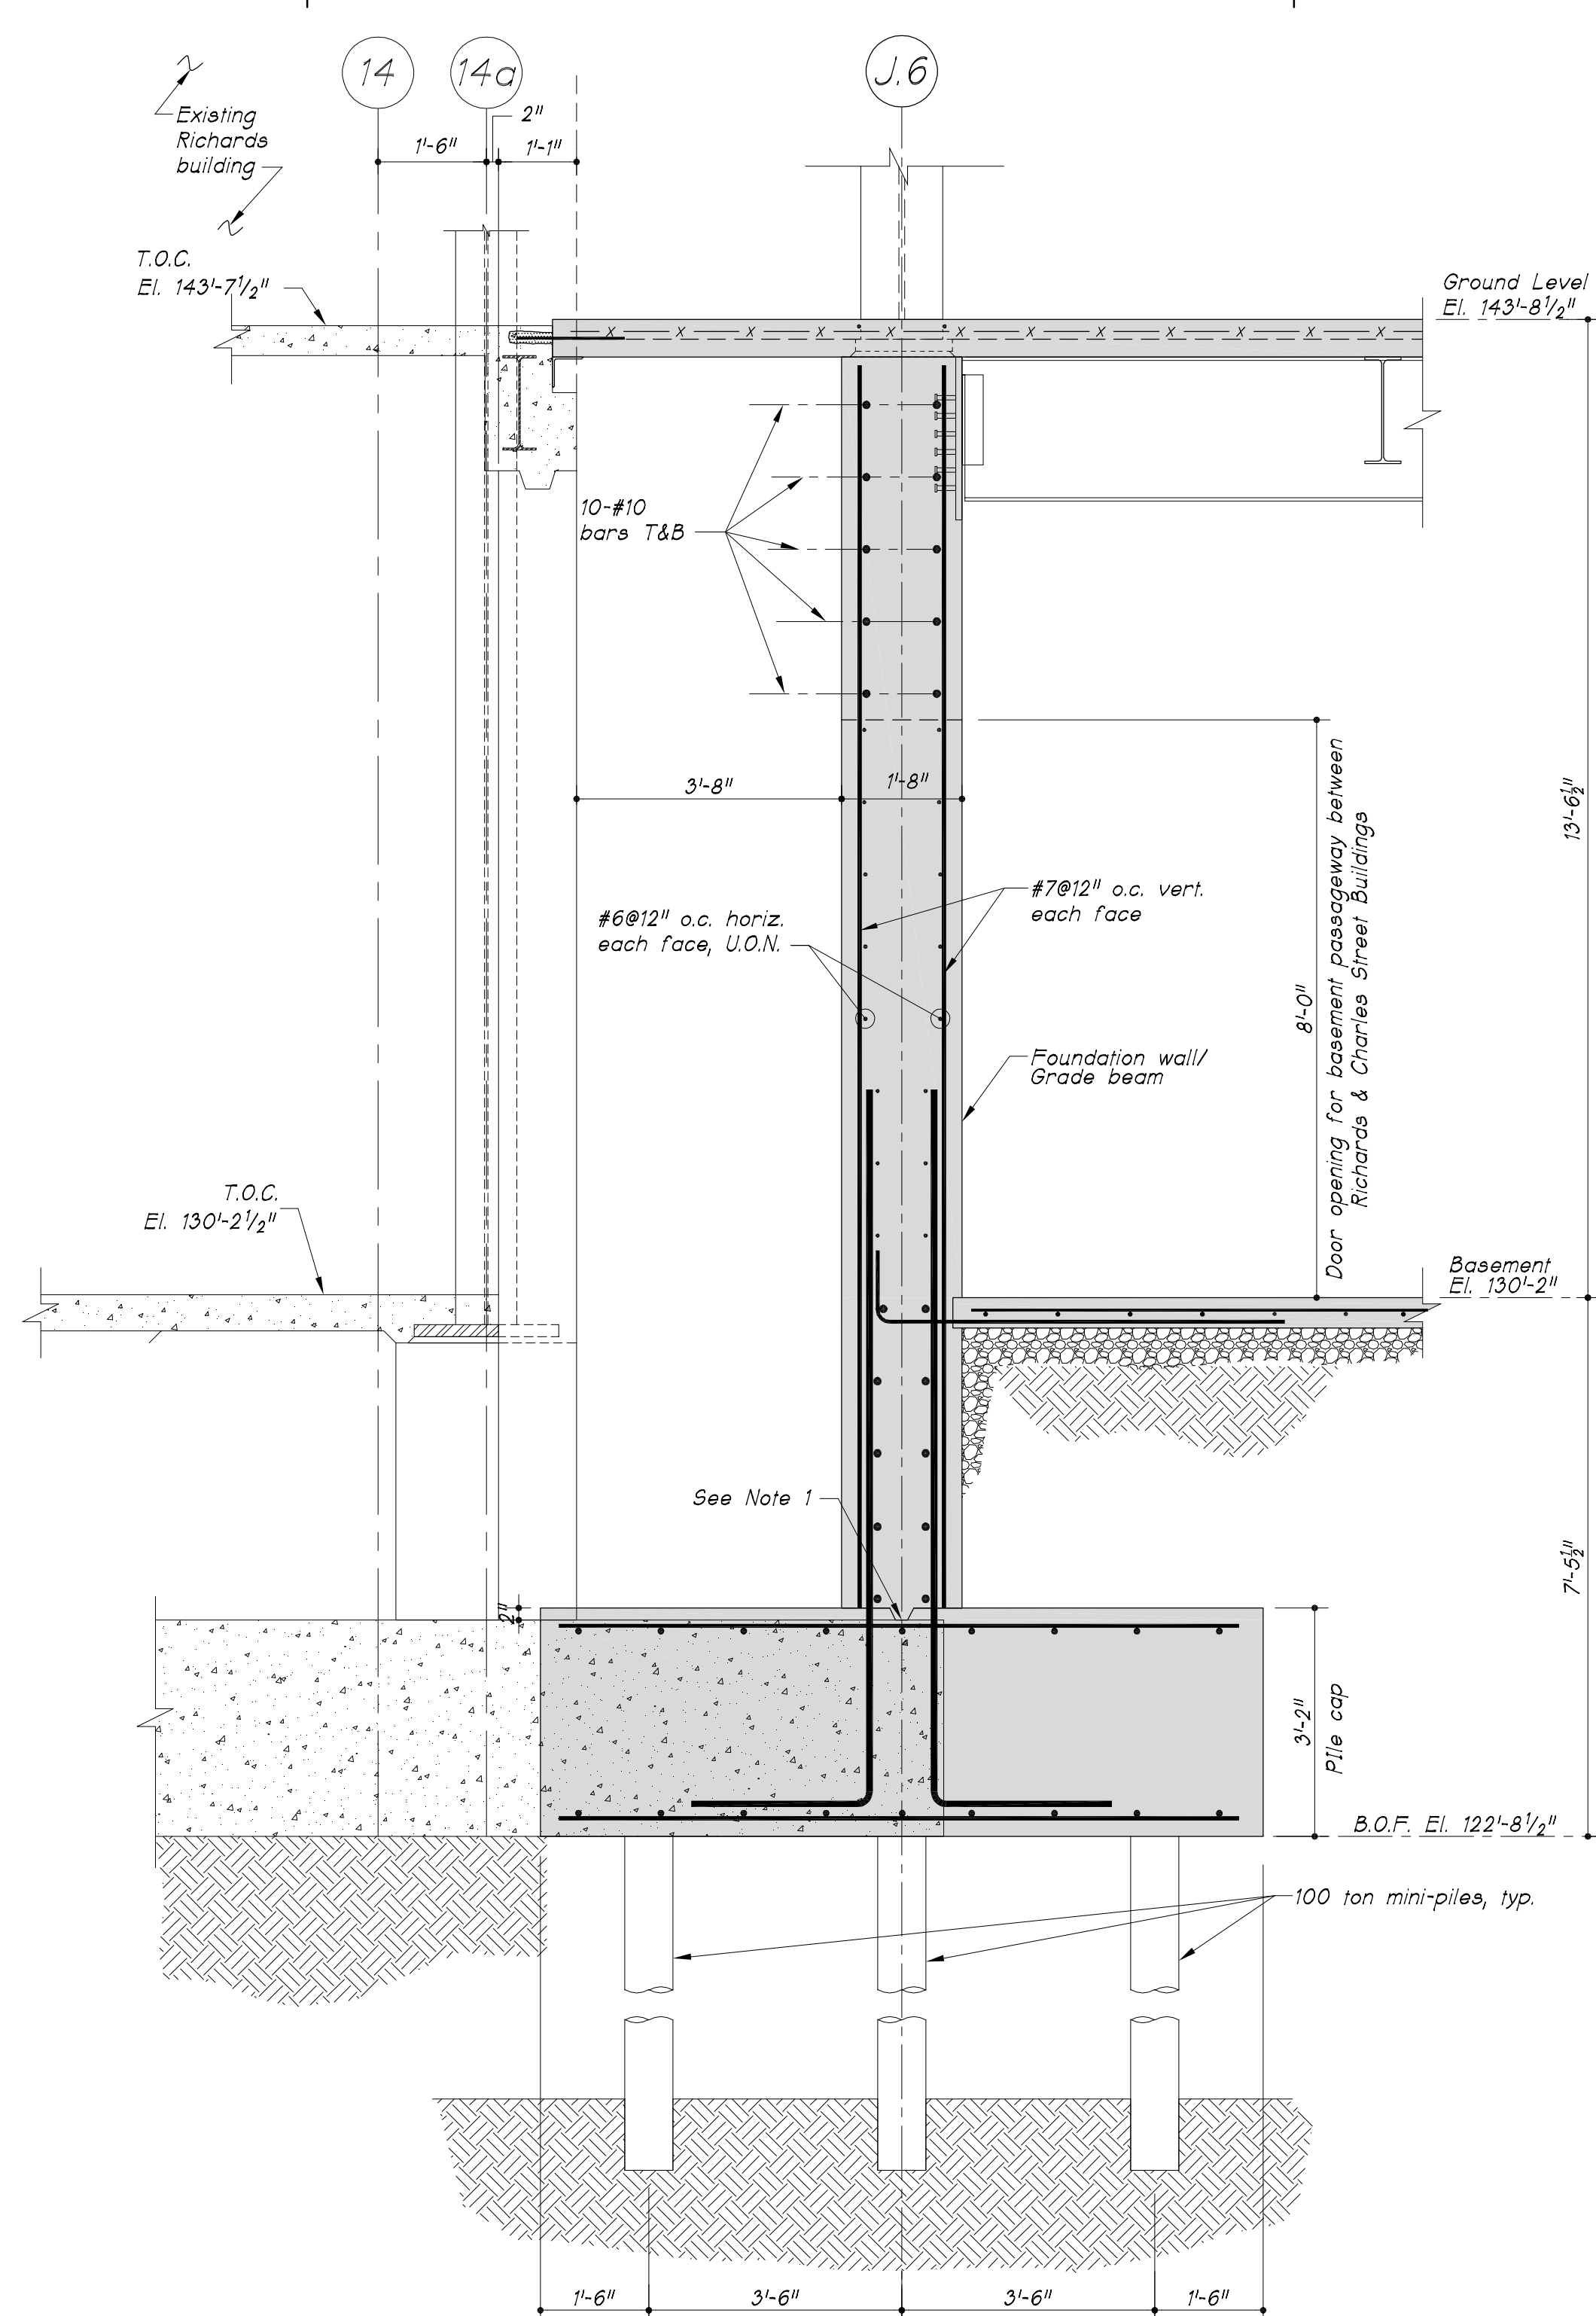 14
14a
J.6
Existing
Richards
building
2"
1'-6"
1'-1"
T.O.C.
El. 143'-7 1/2"
Ground Level
El. 143'-8 1/2"
X X X X X X X X X X X X
10-#10
bars T&B
3'-8"
1'-8"
13'-6 1/2"
#7@12" o.c. vert.
each face
#6@12" o.c. horiz.
each face, U.O.N.
8'-0"
Door opening for basement passageway between
Richards & Charles Street Buildings
Foundation wall/
Grade beam
T.O.C.
El. 130'-2 1/2"
Basement
El. 130'-2"
See Note 1
7'-5 1/2"
2"
3'-2"
PIle cap
B.O.F. El. 122'-8 1/2"
100 ton mini-piles, typ.
1'-6"
3'-6"
3'-6"
1'-6"